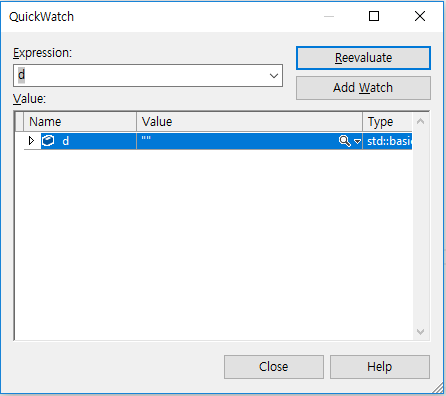 QuickWatch
Expression:
Reevaluate
d
Add Watch
Value:
Name Value Type
d "" std::basic
Close Help